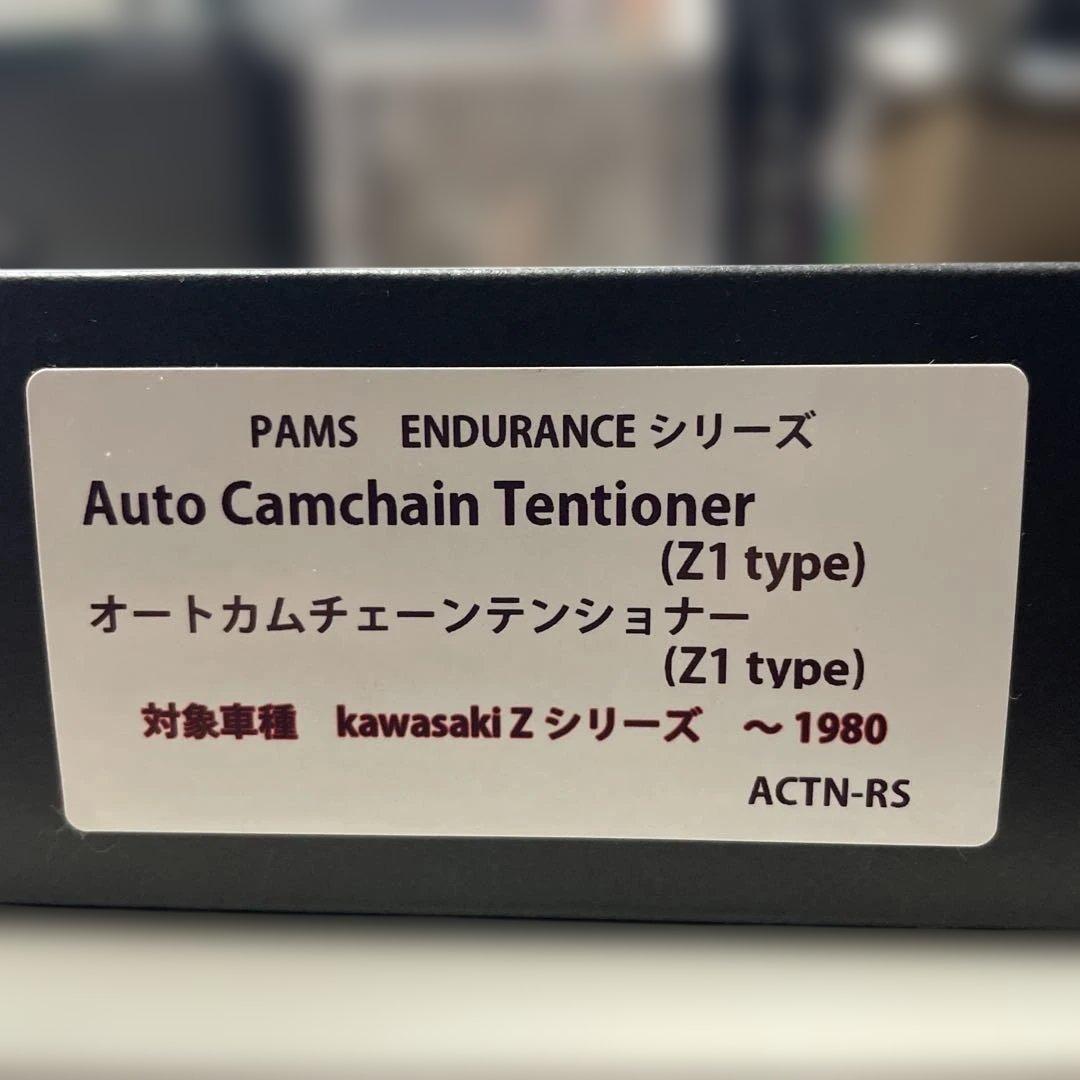 PAMS ENDURANCE シリーズ
Auto Camchain Tentioner
(Z1 type)
オートカムチェーンテンショナー
(Z1 type)
対象車種 kawasaki Z シリーズ ～ 1980
ACTN-RS